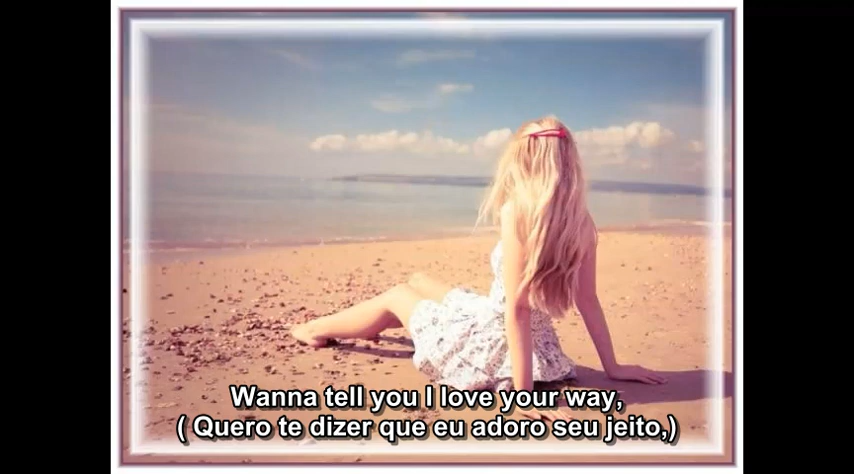 Wanna tell you I love your way,
( Quero te dizer que eu adoro seu jeito,)